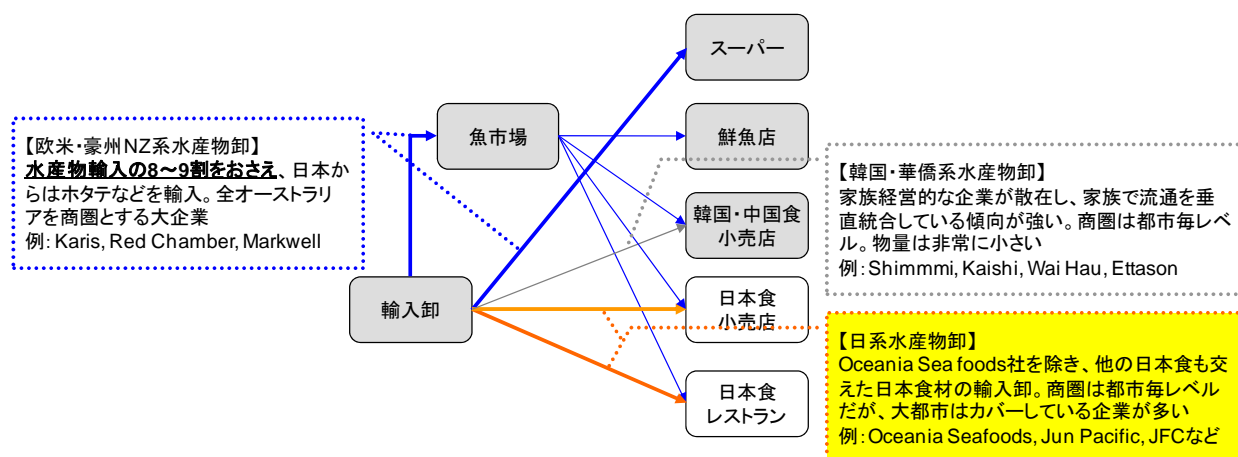 スーパー
魚市場
鮮魚店
【欧米・豪州NZ系水産物卸】
水産物輸入の8～9割をおさえ、日本か
らはホタテなどを輸入。全オーストラリ
アを商圏とする大企業
例：Karis, Red Chamber, Markwell
韓国・中国食
小売店
【韓国・華僑系水産物卸】
家族経営的な企業が散在し、家族で流通を垂
直統合している傾向が強い。商圏は都市毎レベ
ル。物量は非常に小さい
例：Shimmmi, Kaishi, Wai Hau, Ettason
輸入卸
日本食
小売店
日本食
レストラン
【日系水産物卸】
Oceania Sea foods社を除き、他の日本食も交
えた日本食材の輸入卸。商圏は都市毎レベル
だが、大都市はカバーしている企業が多い
例：Oceania Seafoods, Jun Pacific, JFCなど